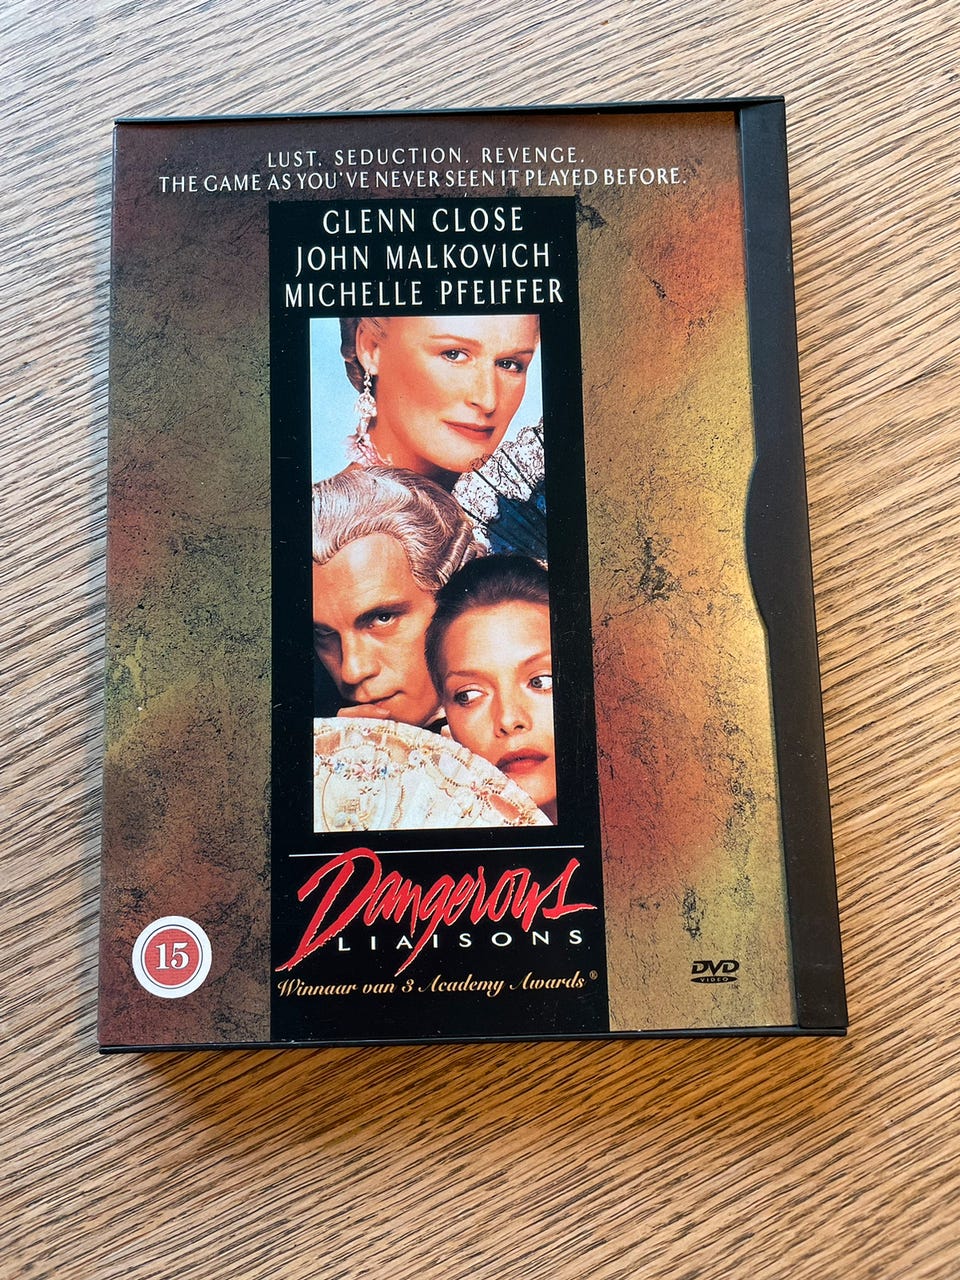 LUST. SEDUCTION. REVENGE.
THE GAME AS YOU'VE NEVER SEEN IT PLAYED BEFORE.
GLENN CLOSE
JOHN MALKOVICH
MICHELLE PFEIFFER
Dangerous
LIAISONS
Winnaar van 3 Academy Awards®
15
DVD
VIDEO